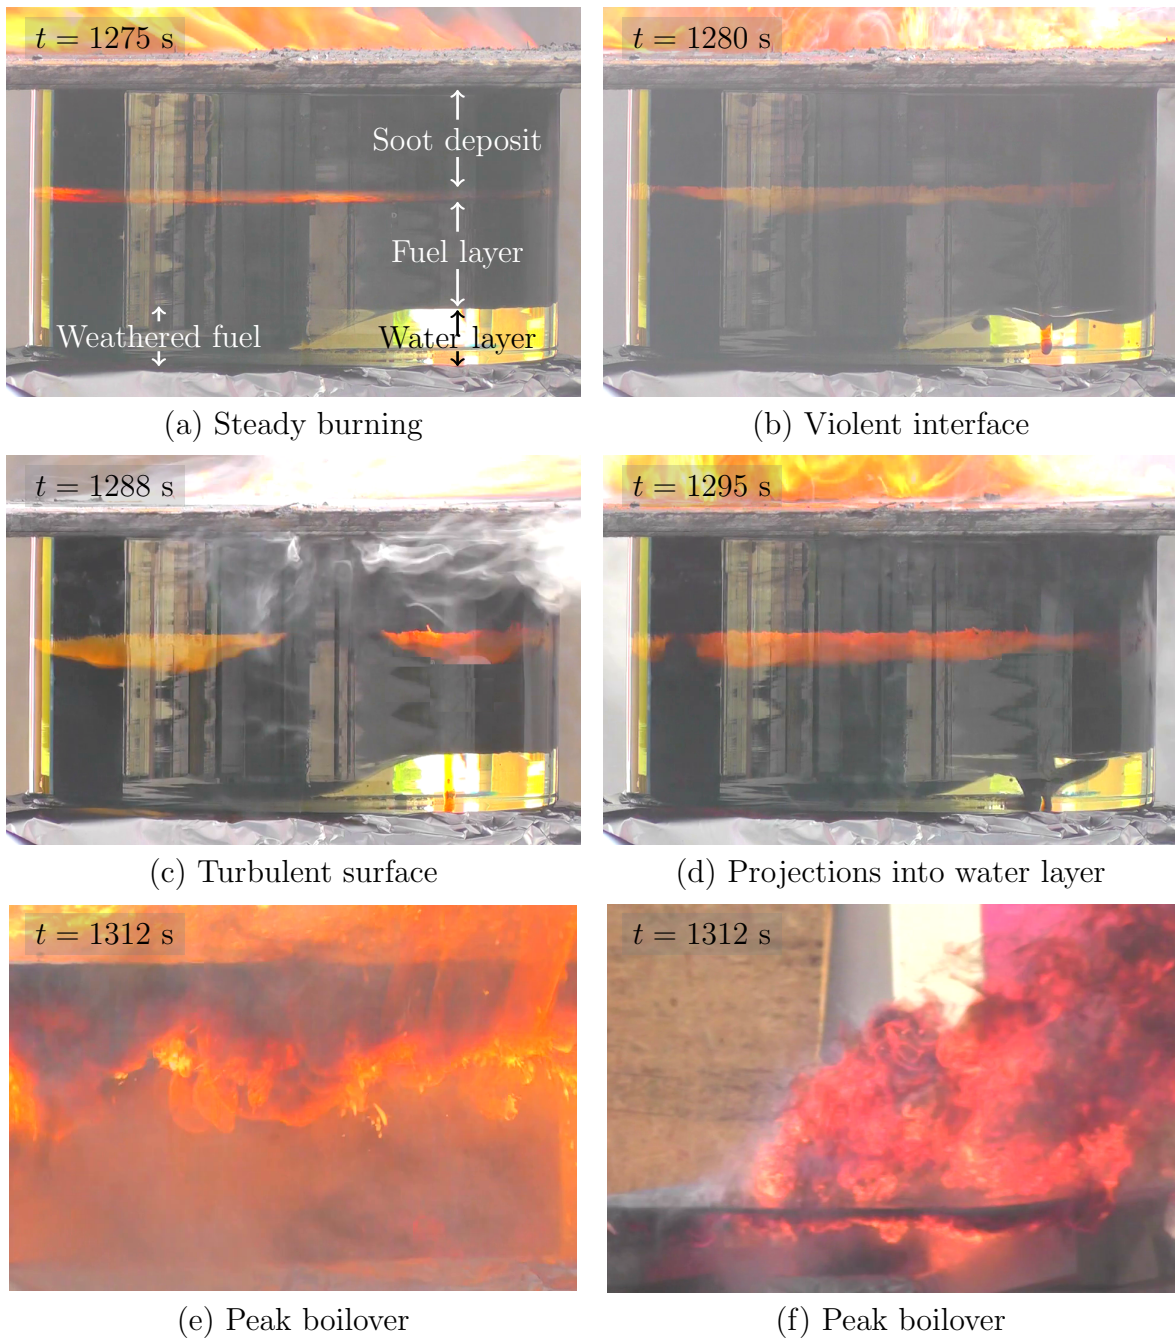 t = 1275 s
Soot deposit
Fuel layer
Weathered fuel
Water layer
(a) Steady burning
t = 1280 s
(b) Violent interface
t = 1288 s
(c) Turbulent surface
t = 1295 s
(d) Projections into water layer
t = 1312 s
(e) Peak boilover
t = 1312 s
(f) Peak boilover